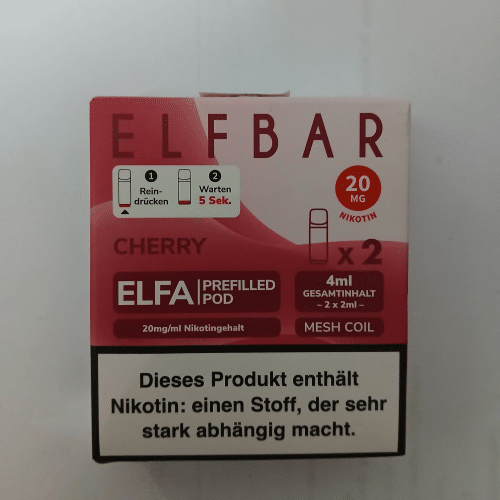 ELFBAR
1
Rein-
drücken
2
Warten
5 Sek.
20
MG
NIKOTIN
CHERRY
x 2
ELFA | PREFILLED
POD
4ml
GESAMTINHALT
– 2 x 2ml –
20mg/ml Nikotingehalt
MESH COIL
Dieses Produkt enthält
Nikotin: einen Stoff, der sehr
stark abhängig macht.